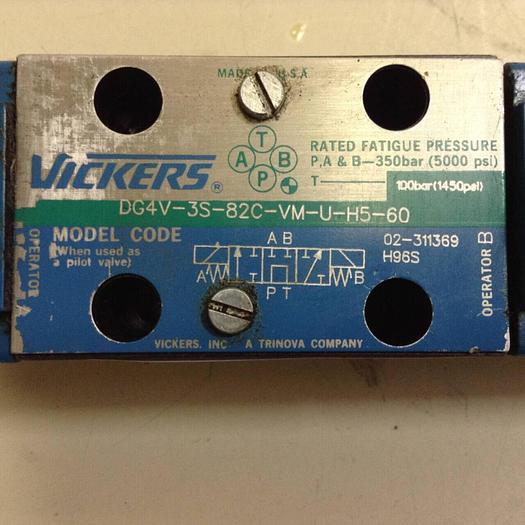 MADE IN U.S.A
T
A B
P
VICKERS®
RATED FATIGUE PRESSURE
P,A & B—350bar (5000 psi)
T— 100bar(1450psi)
DG4V-3S-82C-VM-U-H5-60
OPERATOR
MODEL CODE
(When used as
a pilot valve)
A B
A B
P T
02-311369
H96S
OPERATOR B
VICKERS, INC A TRINOVA COMPANY